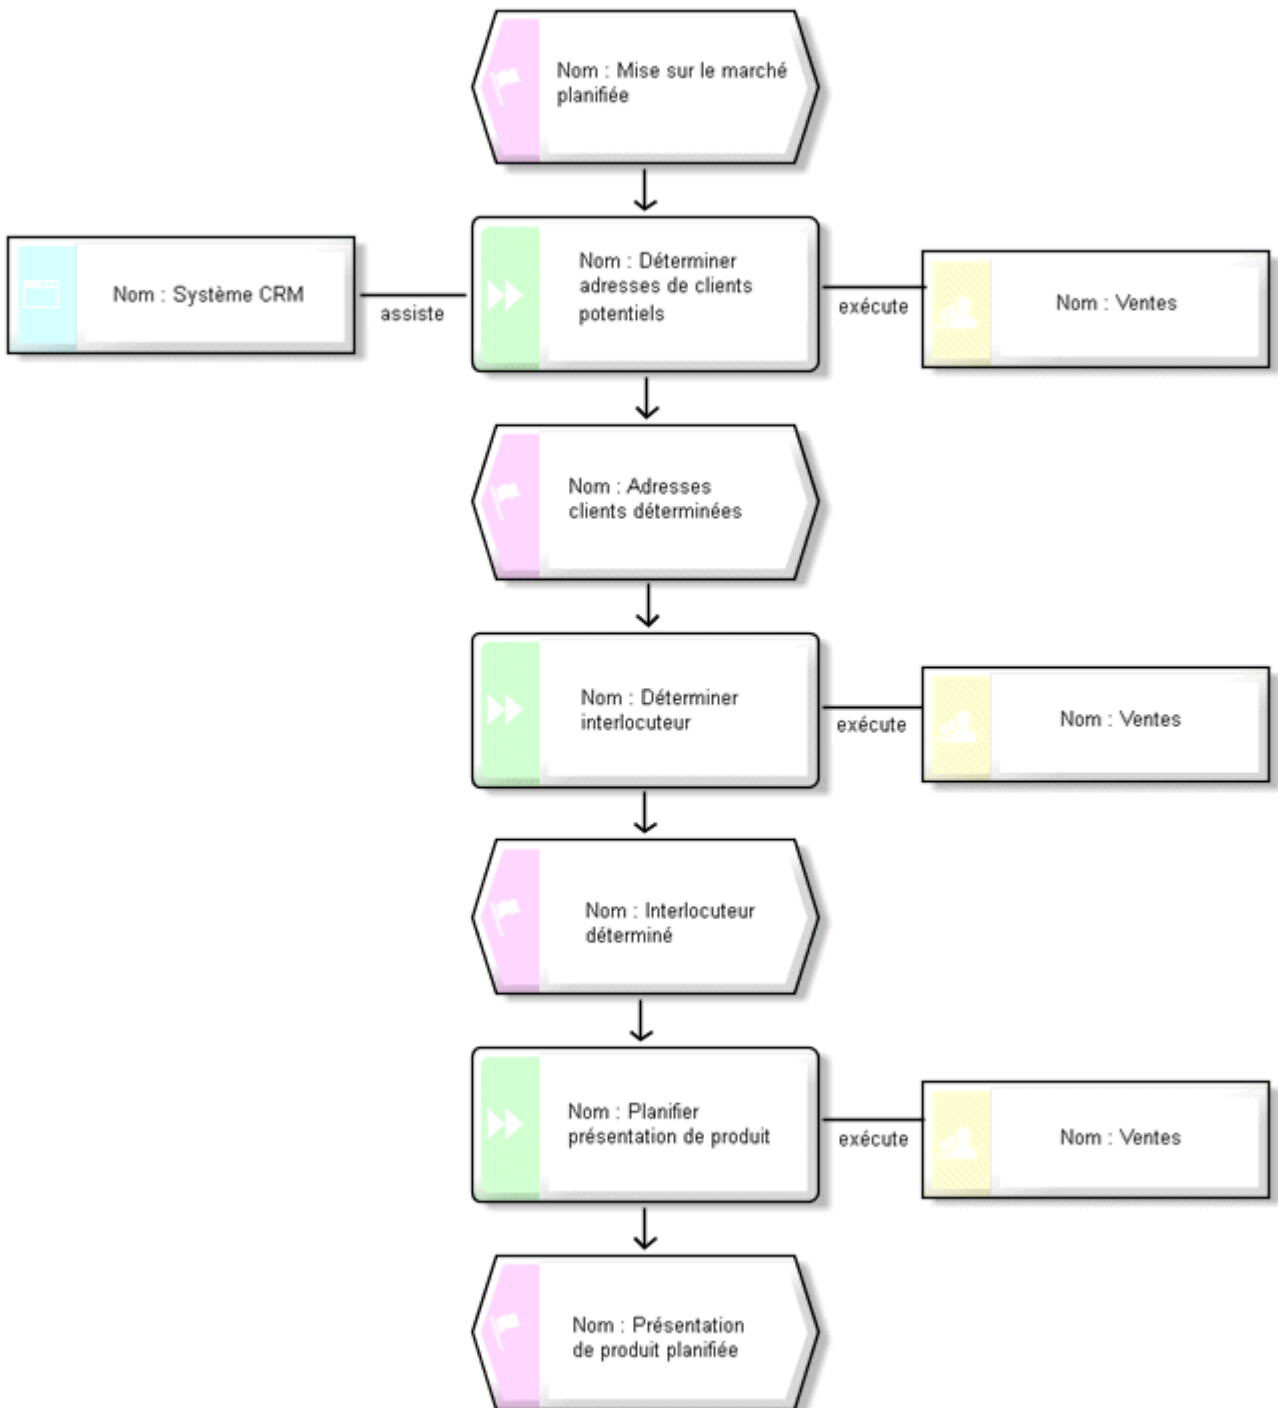 Nom : Mise sur le marché
planifiée
Nom : Système CRM
assiste
Nom : Déterminer
adresses de clients
potentiels
exécute
Nom : Ventes
Nom : Adresses
clients déterminées
Nom : Déterminer
interlocuteur
exécute
Nom : Ventes
Nom : Interlocuteur
déterminé
Nom : Planifier
présentation de produit
exécute
Nom : Ventes
Nom : Présentation
de produit planifiée